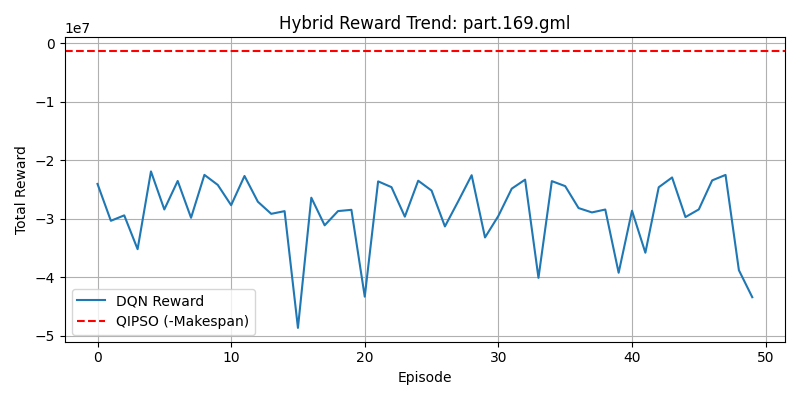 Hybrid Reward Trend: part.169.gml
1e7
0
−1
−2
−3
−4
−5
Total Reward
DQN Reward
QIPSO (-Makespan)
0 10 20 30 40 50
Episode